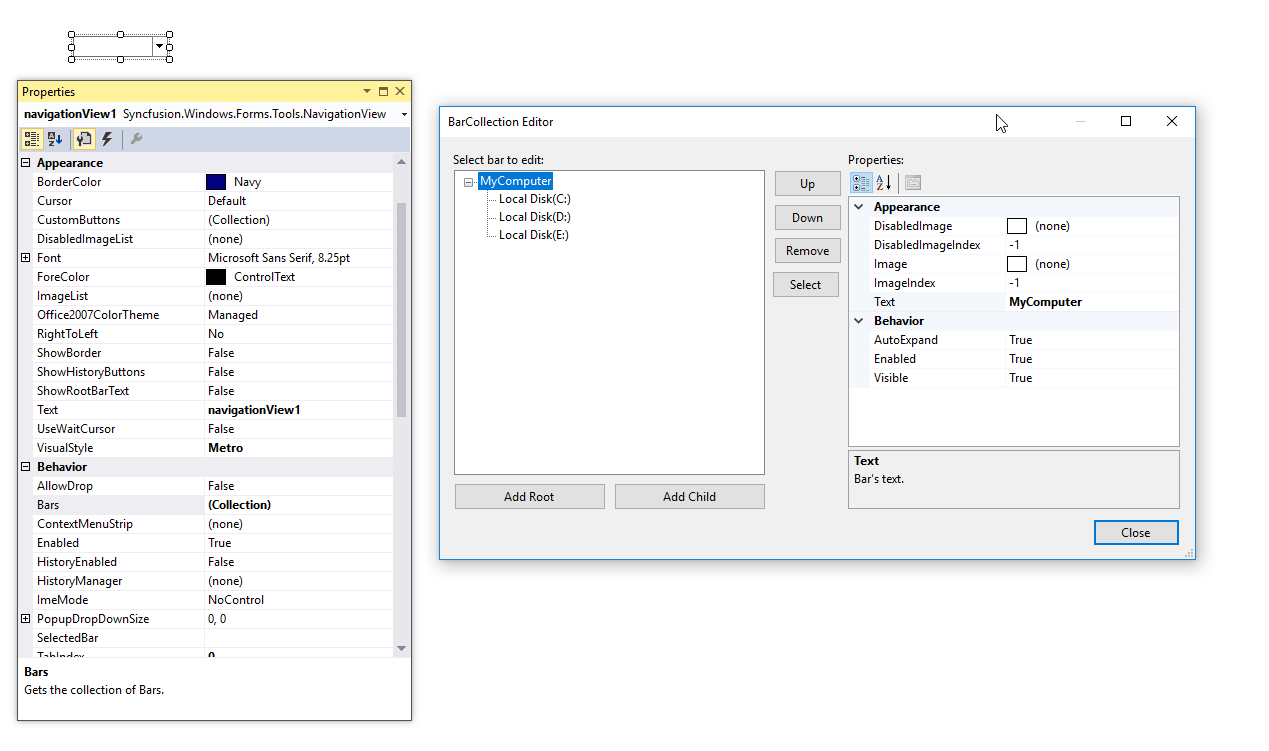 Properties
navigationView1 Syncfusion.Windows.Forms.Tools.NavigationView
Appearance
BorderColor Navy
Cursor Default
CustomButtons (Collection)
DisabledImageList (none)
Font Microsoft Sans Serif, 8.25pt
ForeColor ControlText
ImageList (none)
Office2007ColorTheme Managed
RightToLeft No
ShowBorder False
ShowHistoryButtons False
ShowRootBarText False
Text navigationView1
UseWaitCursor False
VisualStyle Metro
Behavior
AllowDrop False
Bars (Collection)
ContextMenuStrip (none)
Enabled True
HistoryEnabled False
HistoryManager (none)
ImeMode NoControl
PopupDropDownSize 0, 0
SelectedBar
TabIndex 0
Bars
Gets the collection of Bars.
BarCollection Editor
Select bar to edit:
MyComputer
Local Disk(C:)
Local Disk(D:)
Local Disk(E:)
Add Root
Add Child
Up
Down
Remove
Select
Properties:
Appearance
DisabledImage (none)
DisabledImageIndex -1
Image (none)
ImageIndex -1
Text MyComputer
Behavior
AutoExpand True
Enabled True
Visible True
Text
Bar's text.
Close